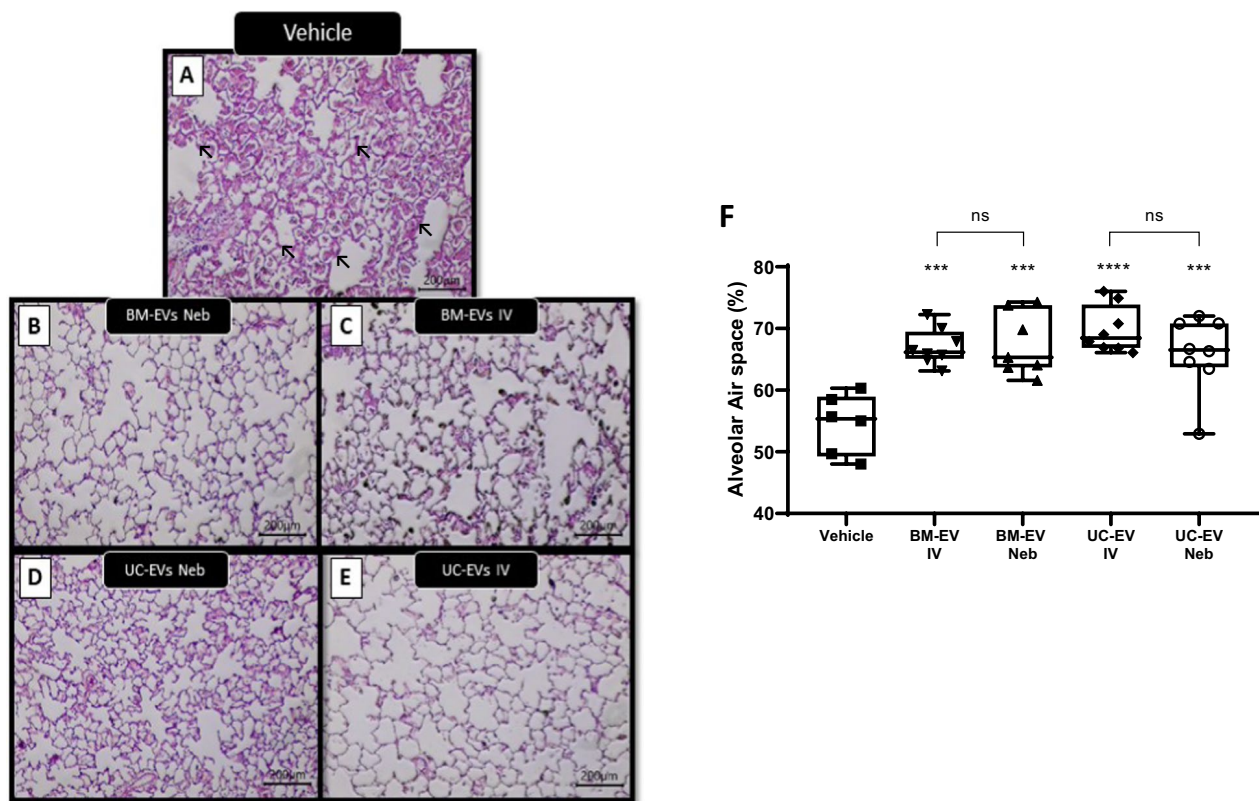 Vehicle
A
200μm
B
BM-EVs Neb
200μm
C
BM-EVs IV
200μm
D
UC-EVs Neb
200μm
E
UC-EVs IV
200μm
F
ns
ns
***
***
****
***
Alveolar Air space (%)
80
70
60
50
40
Vehicle
BM-EV
IV
BM-EV
Neb
UC-EV
IV
UC-EV
Neb